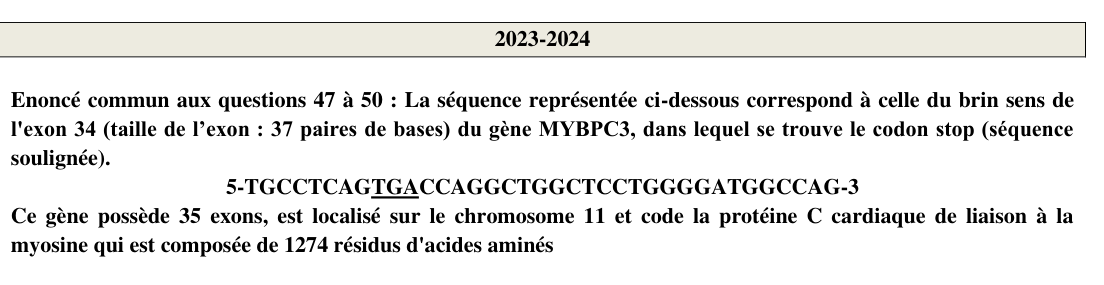 2023-2024
Enoncé commun aux questions 47 à 50 : La séquence représentée ci-dessous correspond à celle du brin sens de
l'exon 34 (taille de l’exon : 37 paires de bases) du gène MYBPC3, dans lequel se trouve le codon stop (séquence
soulignée).
5-TGCCTCAGTGACCAGGCTGGCTCCTGGGGATGGCCAG-3
Ce gène possède 35 exons, est localisé sur le chromosome 11 et code la protéine C cardiaque de liaison à la
myosine qui est composée de 1274 résidus d'acides aminés